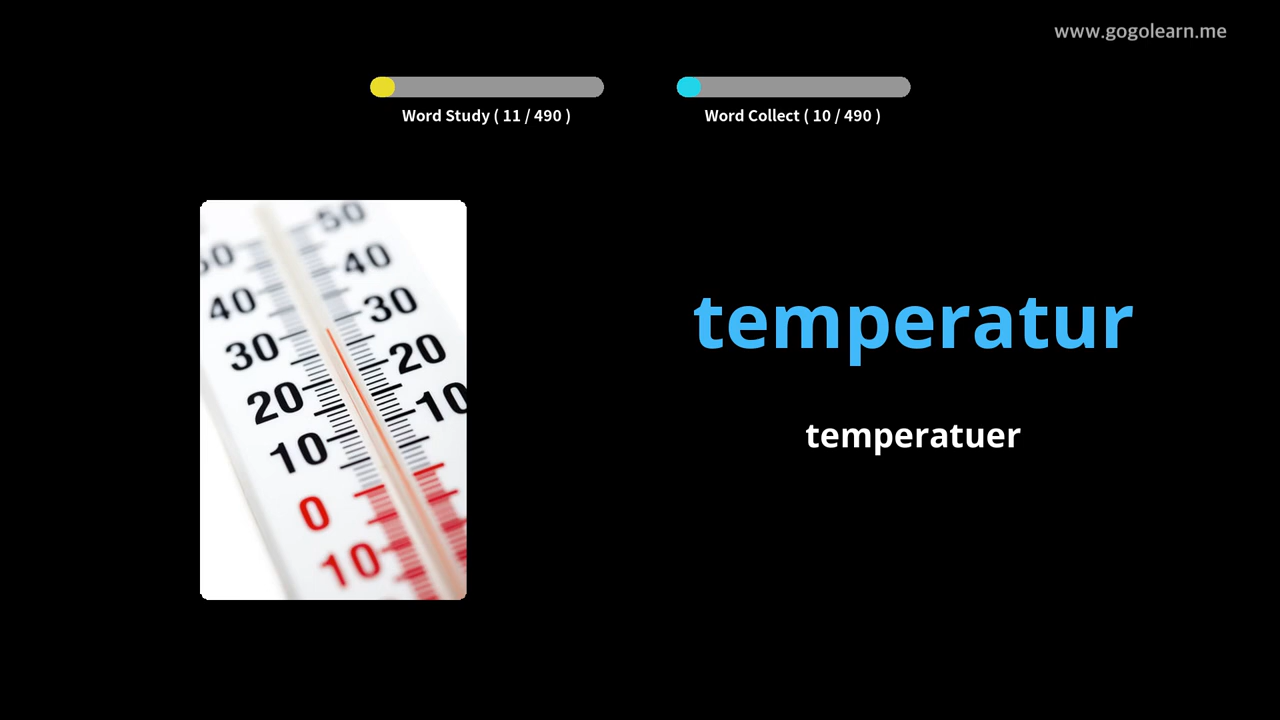 www.gogolearn.me
Word Study ( 11 / 490 )
Word Collect ( 10 / 490 )
50
50
40
40
30
30
20
20
10
10
0
10
temperatur
temperatuer